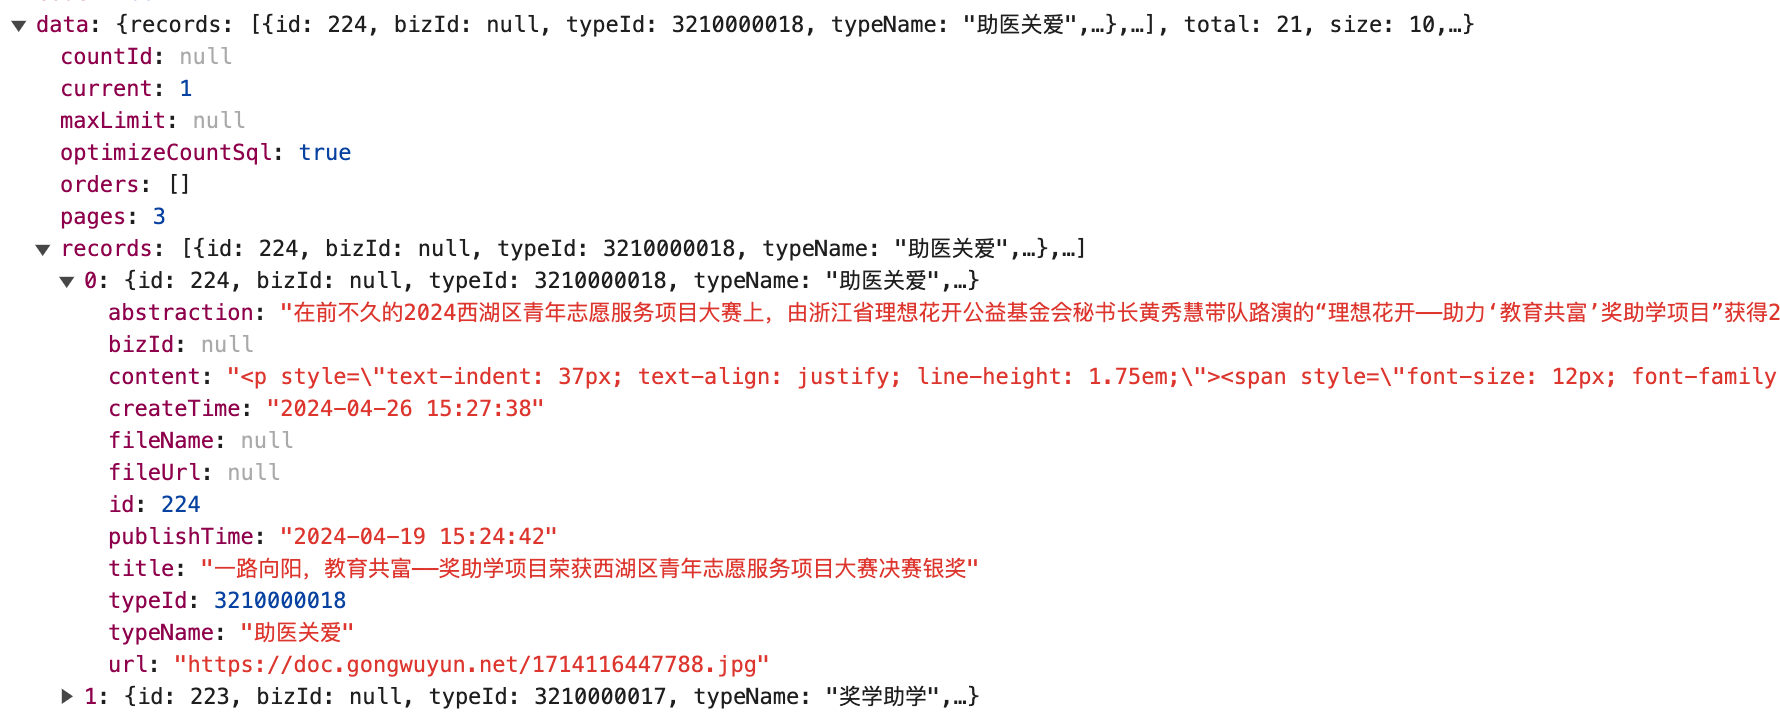 data: {records: [{id: 224, bizId: null, typeId: 3210000018, typeName: "助医关爱",…},…], total: 21, size: 10,…}
countId: null
current: 1
maxLimit: null
optimizeCountSql: true
orders: []
pages: 3
records: [{id: 224, bizId: null, typeId: 3210000018, typeName: "助医关爱",…},…]
0: {id: 224, bizId: null, typeId: 3210000018, typeName: "助医关爱",…}
abstraction: "在前不久的2024西湖区青年志愿服务项目大赛上，由浙江省理想花开公益基金会秘书长黄秀慧带队路演的“理想花开——助力‘教育共富’奖助学项目”获得2
bizId: null
content: "<p style=\"text-indent: 37px; text-align: justify; line-height: 1.75em;\"><span style=\"font-size: 12px; font-family
createTime: "2024-04-26 15:27:38"
fileName: null
fileUrl: null
id: 224
publishTime: "2024-04-19 15:24:42"
title: "一路向阳，教育共富——奖助学项目荣获西湖区青年志愿服务项目大赛决赛银奖"
typeId: 3210000018
typeName: "助医关爱"
url: "https://doc.gongwuyun.net/1714116447788.jpg"
1: {id: 223, bizId: null, typeId: 3210000017, typeName: "奖学助学",…}